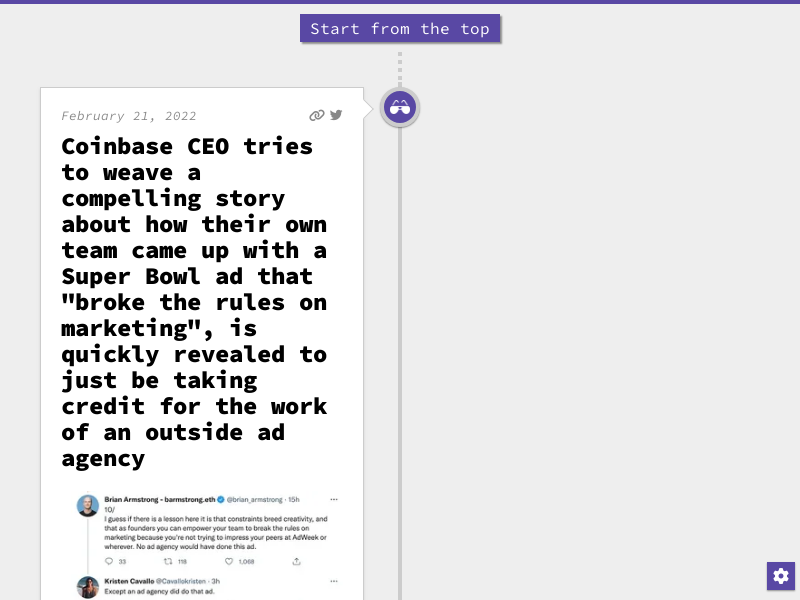 Start from the top
February 21, 2022
Coinbase CEO tries
to weave a
compelling story
about how their own
team came up with a
Super Bowl ad that
"broke the rules on
marketing", is
quickly revealed to
just be taking
credit for the work
of an outside ad
agency
Brian Armstrong - barmstrong.eth @brian_armstrong · 15h
10/
I guess if there is a lesson here it is that constraints breed creativity, and
that as founders you can empower your team to break the rules on
marketing because you're not trying to impress your peers at AdWeek or
wherever. No ad agency would have done this ad.
33 118 1,068
Kristen Cavallo @Cavallokristen · 3h
Except an ad agency did do that ad.